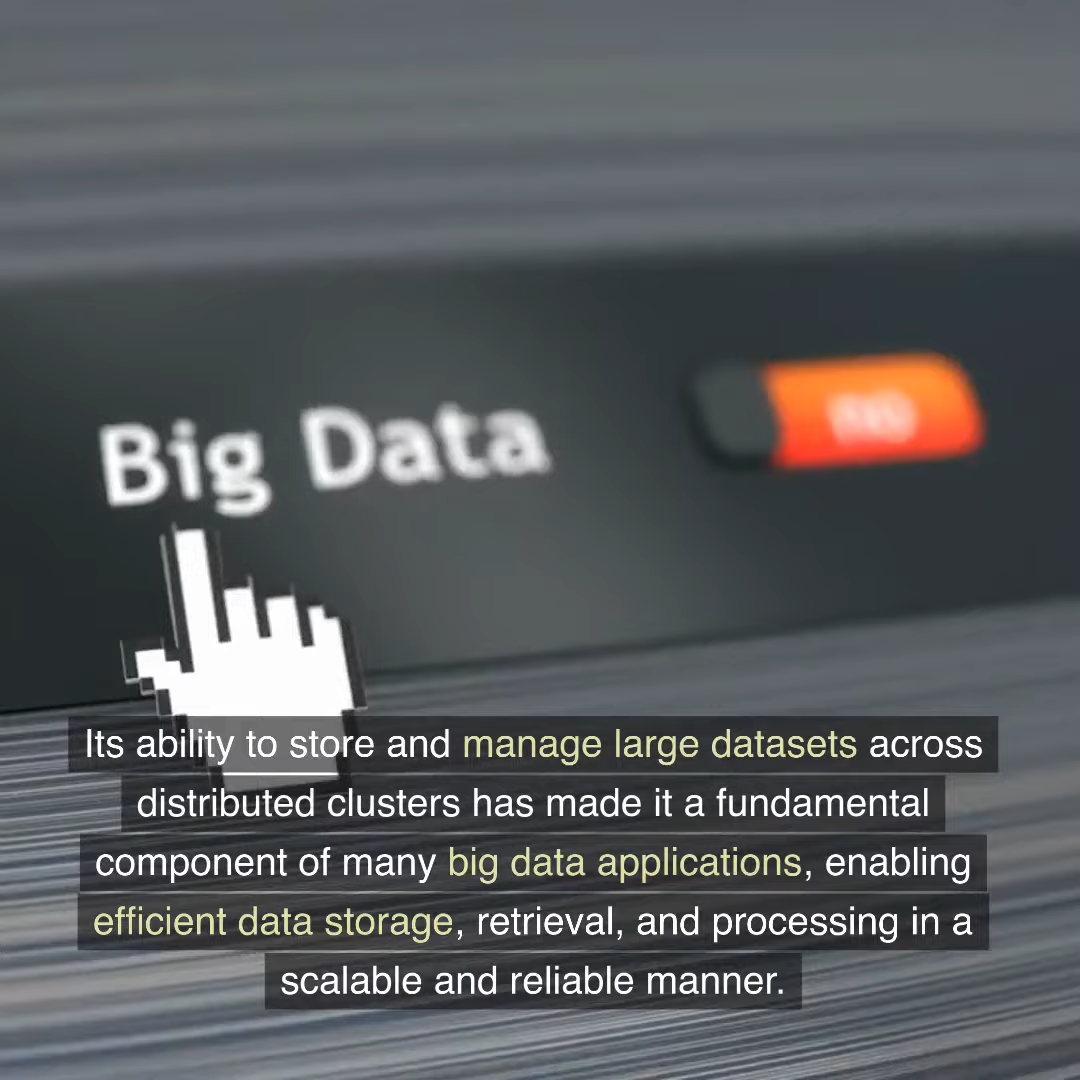 Big Data
Its ability to store and manage large datasets across
distributed clusters has made it a fundamental
component of many big data applications, enabling
efficient data storage, retrieval, and processing in a
scalable and reliable manner.